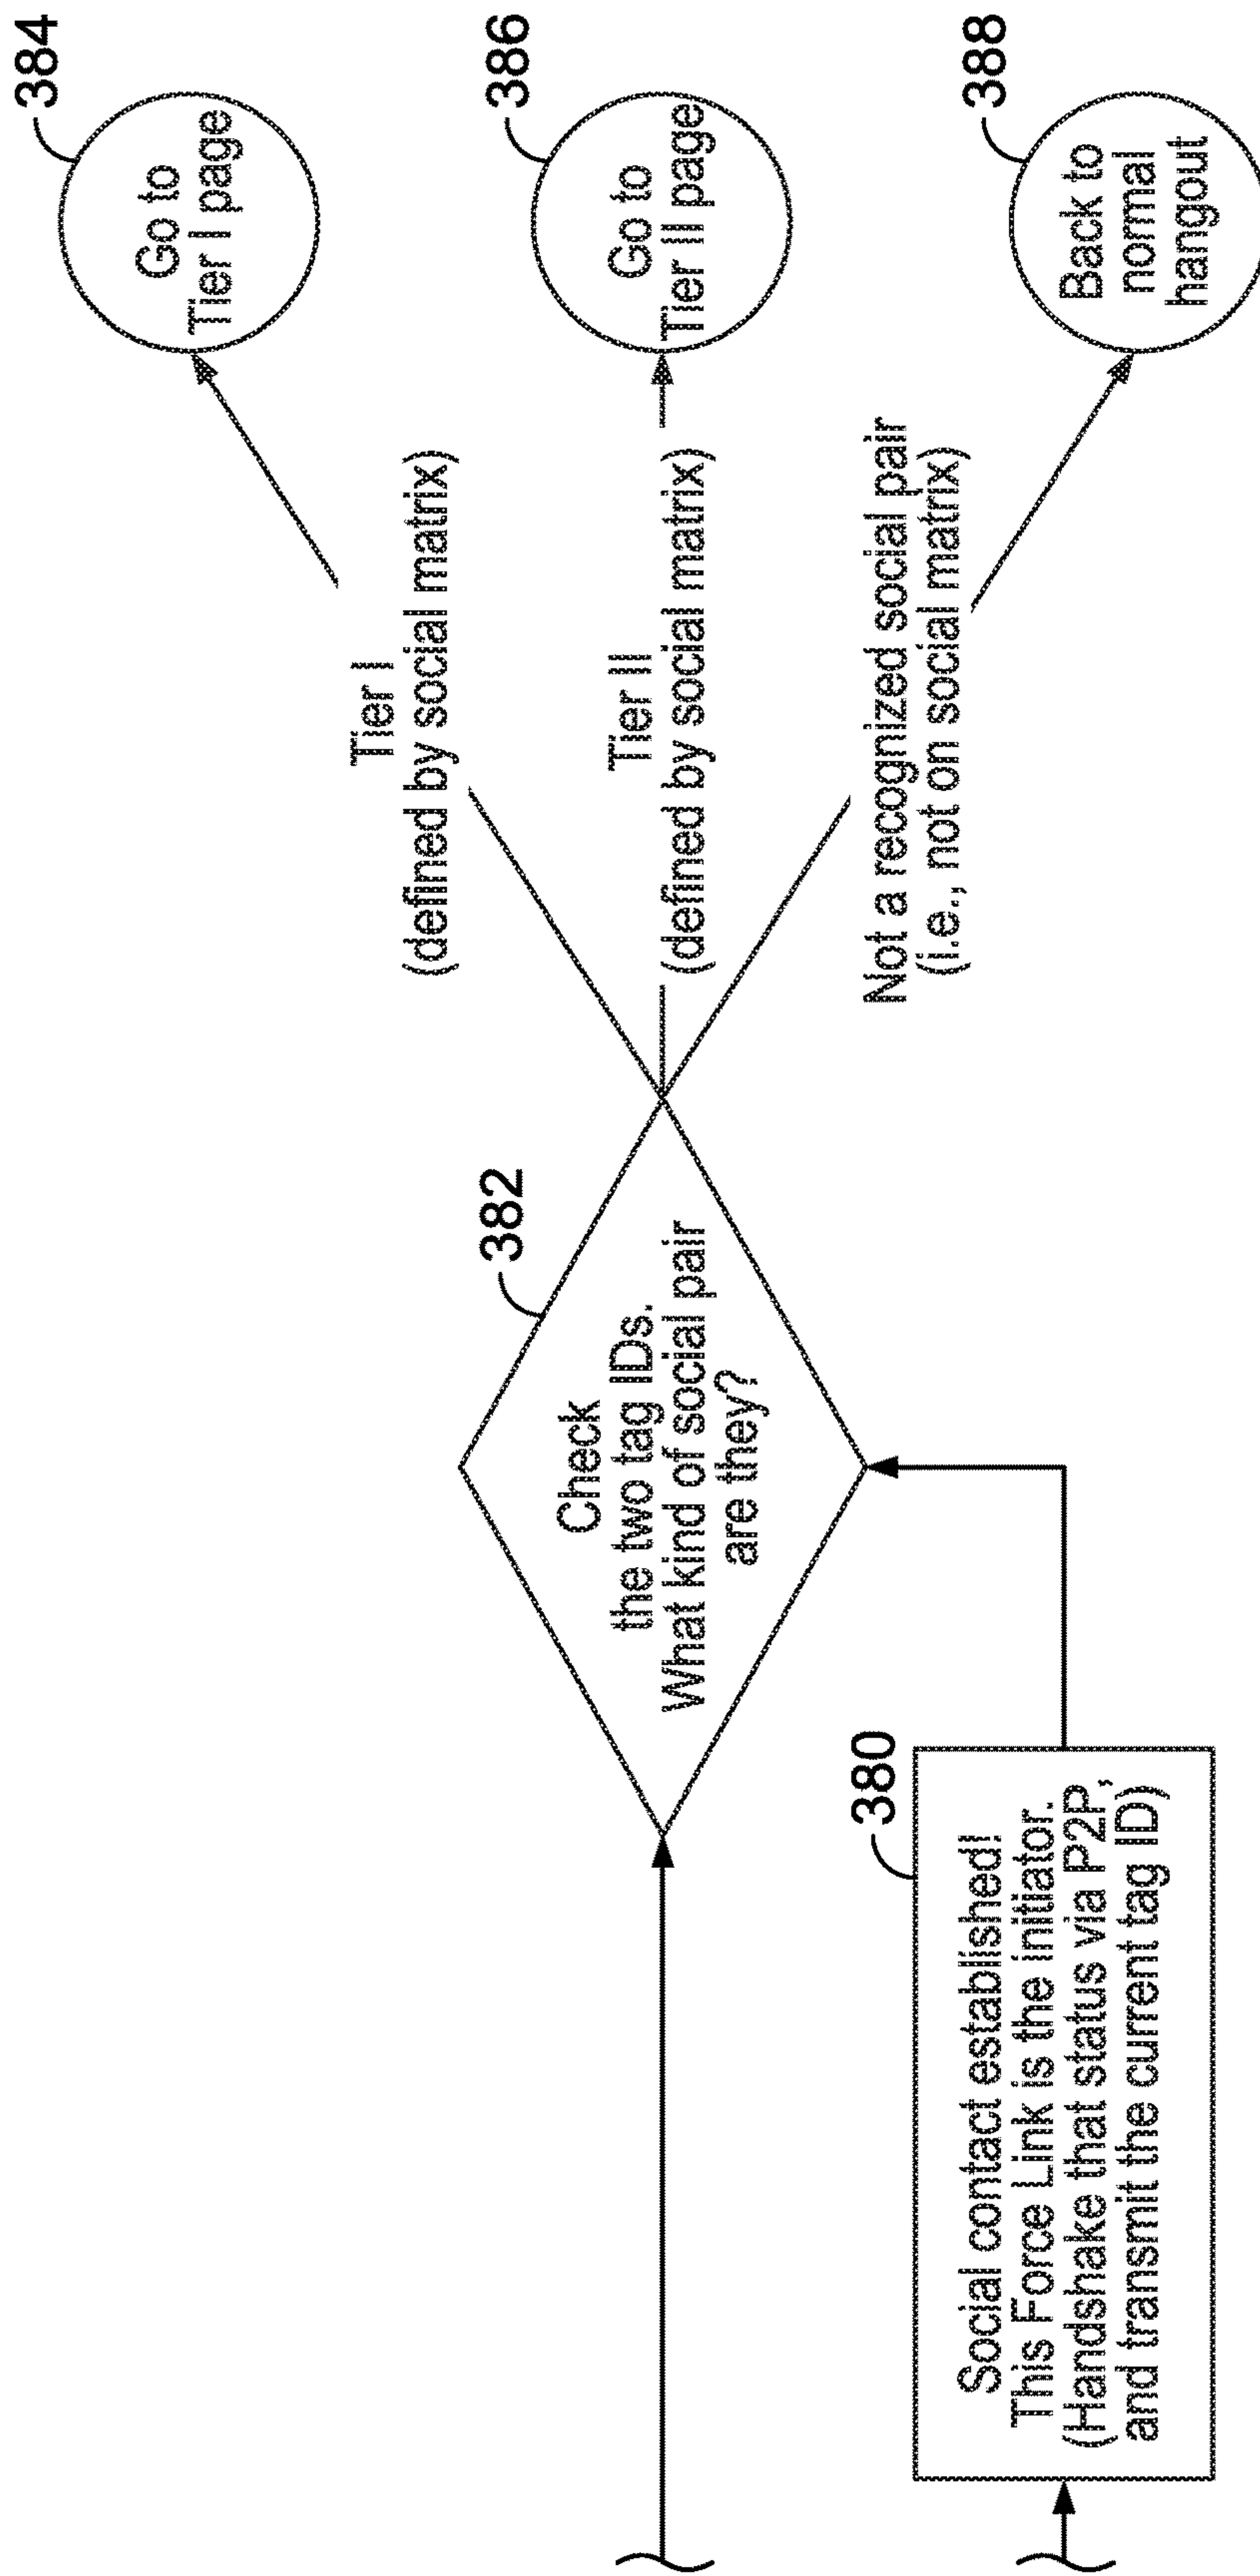 380
Social contact established!
This Force Link is the initiator.
(Handshake that status via P2P,
and transmit the current tag ID)
382
Check
the two tag IDs.
What kind of social pair
are they?
Tier I
(defined by social matrix)
Tier II
(defined by social matrix)
Not a recognized social pair
(i.e., not on social matrix)
384
Go to
Tier I page
386
Go to
Tier II page
388
Back to
normal
hangout